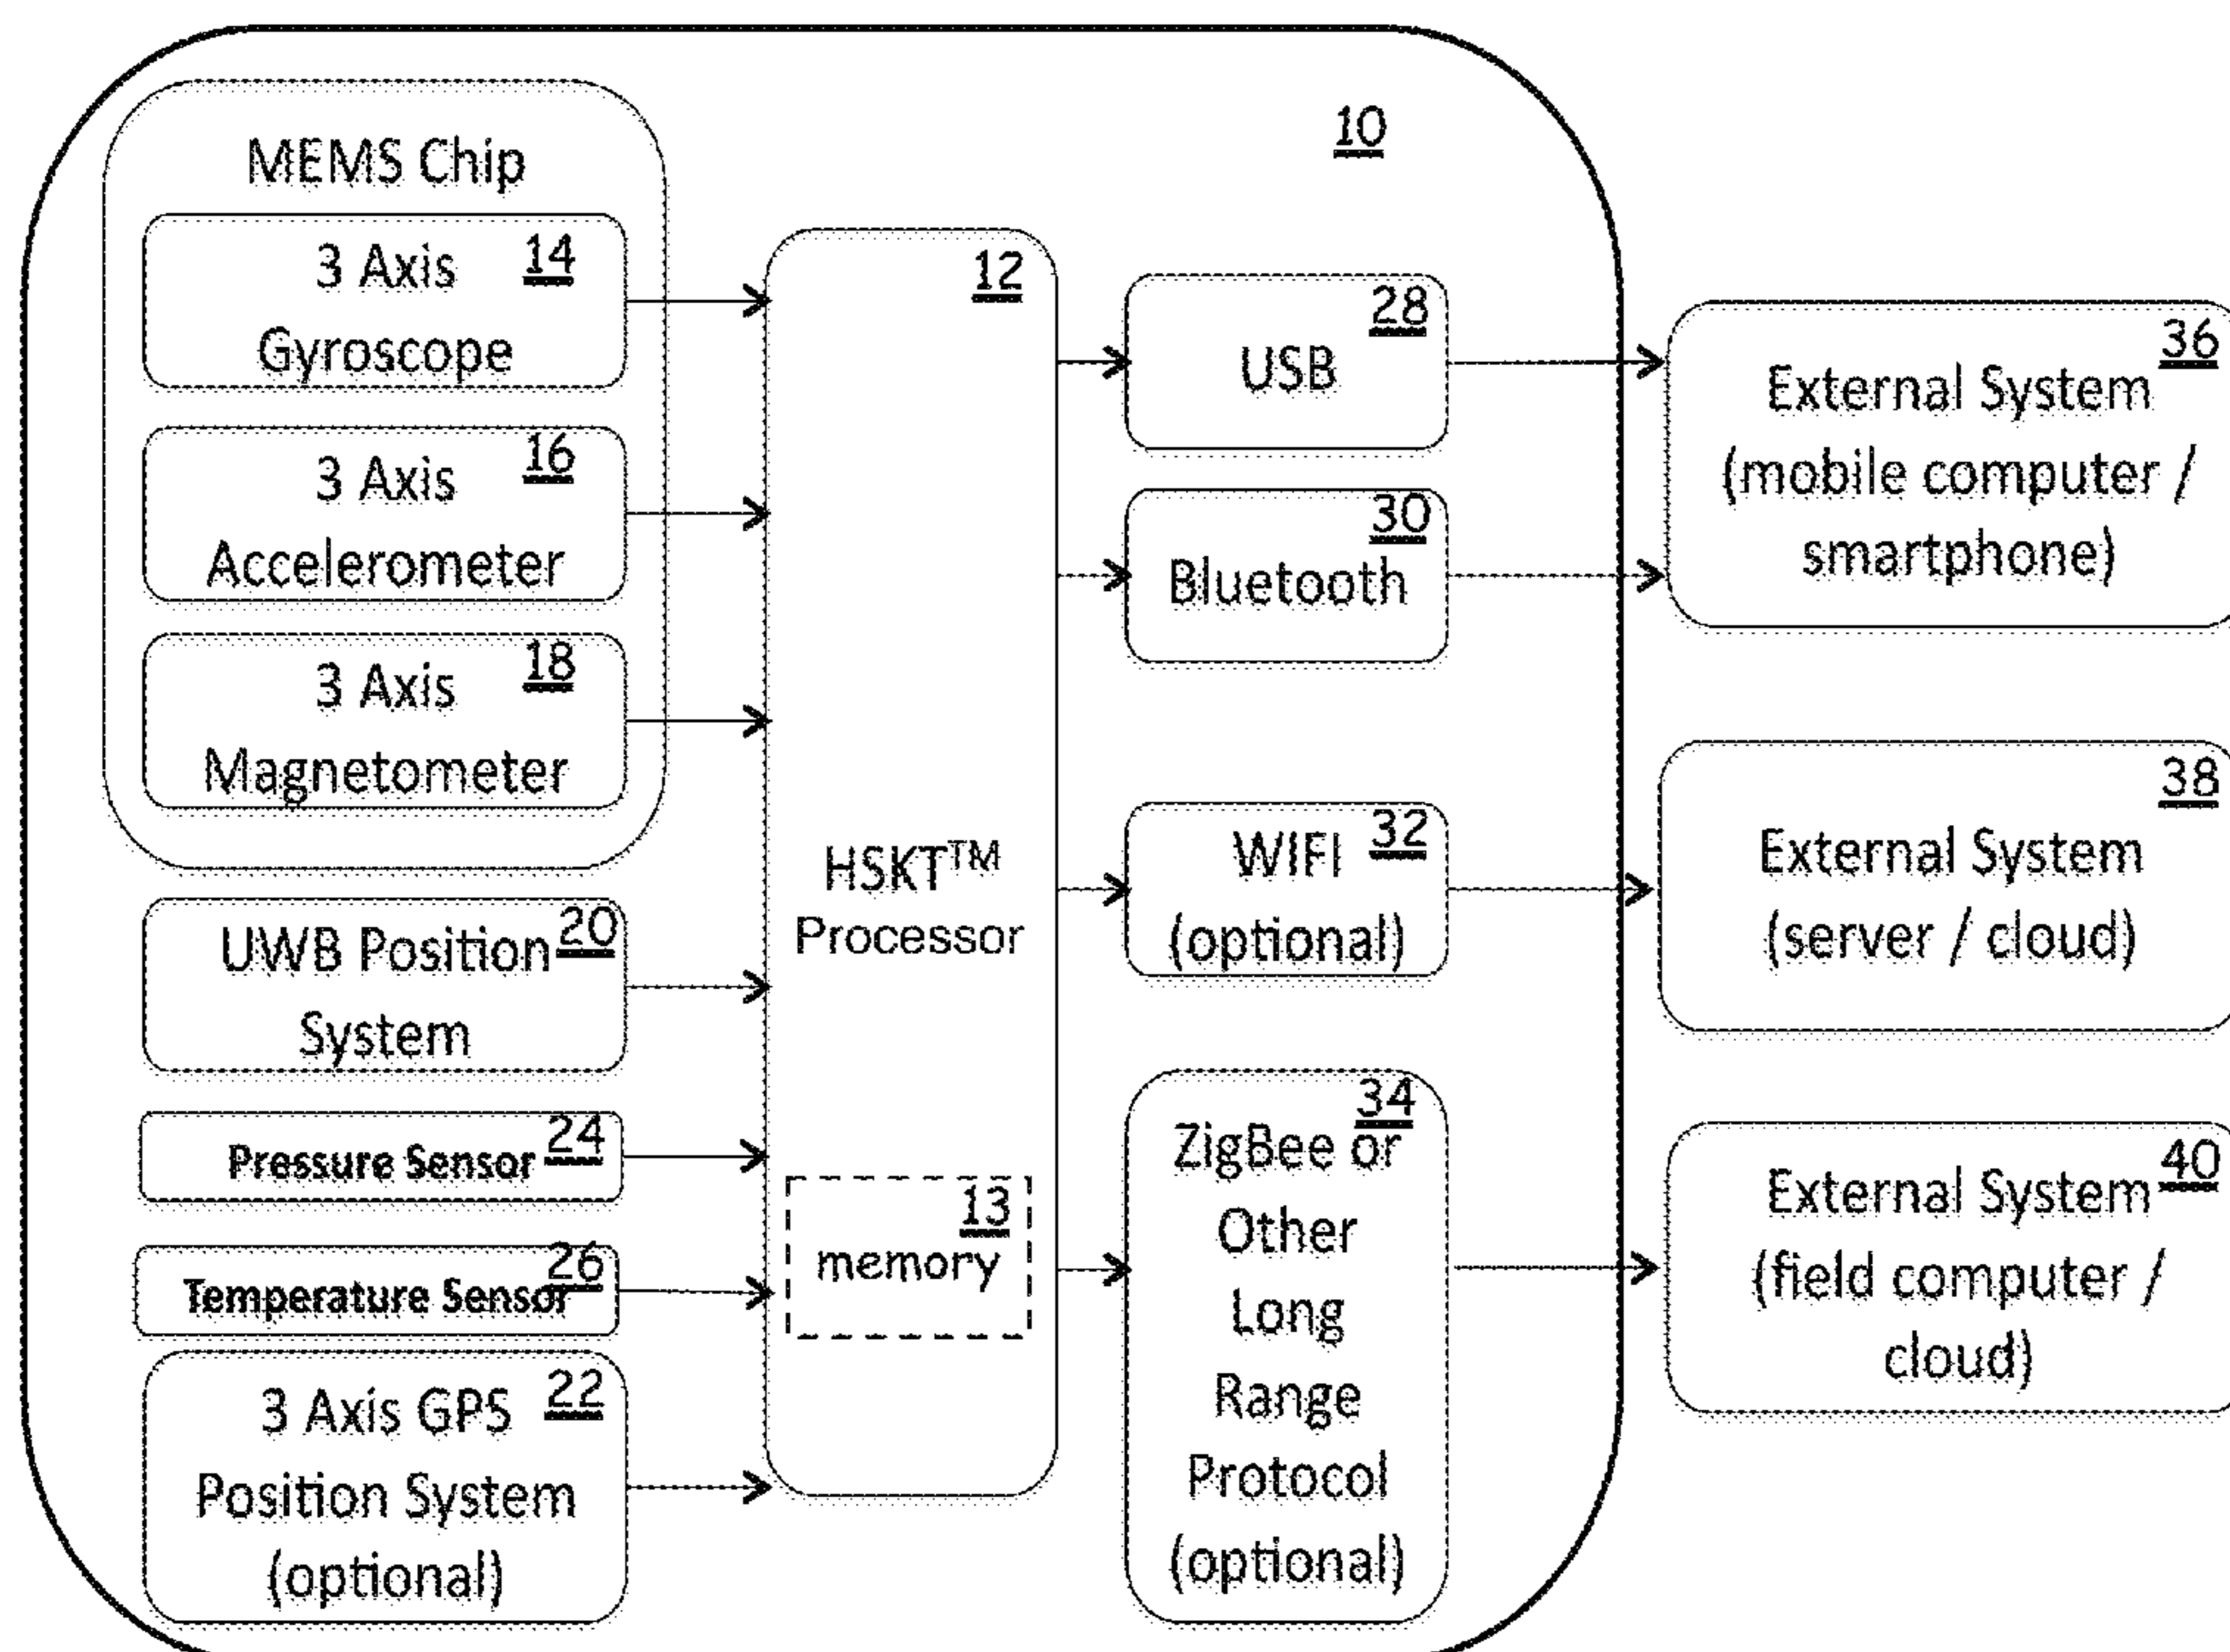 10
MEMS Chip
14
3 Axis
Gyroscope
16
3 Axis
Accelerometer
18
3 Axis
Magnetometer
20
UWB Position
System
24
Pressure Sensor
26
Temperature Sensor
22
3 Axis GPS
Position System
(optional)
12
HSKT™
Processor
13
memory
28
USB
30
Bluetooth
32
WIFI
(optional)
34
ZigBee or
Other
Long
Range
Protocol
(optional)
36
External System
(mobile computer /
smartphone)
38
External System
(server / cloud)
40
External System
(field computer /
cloud)